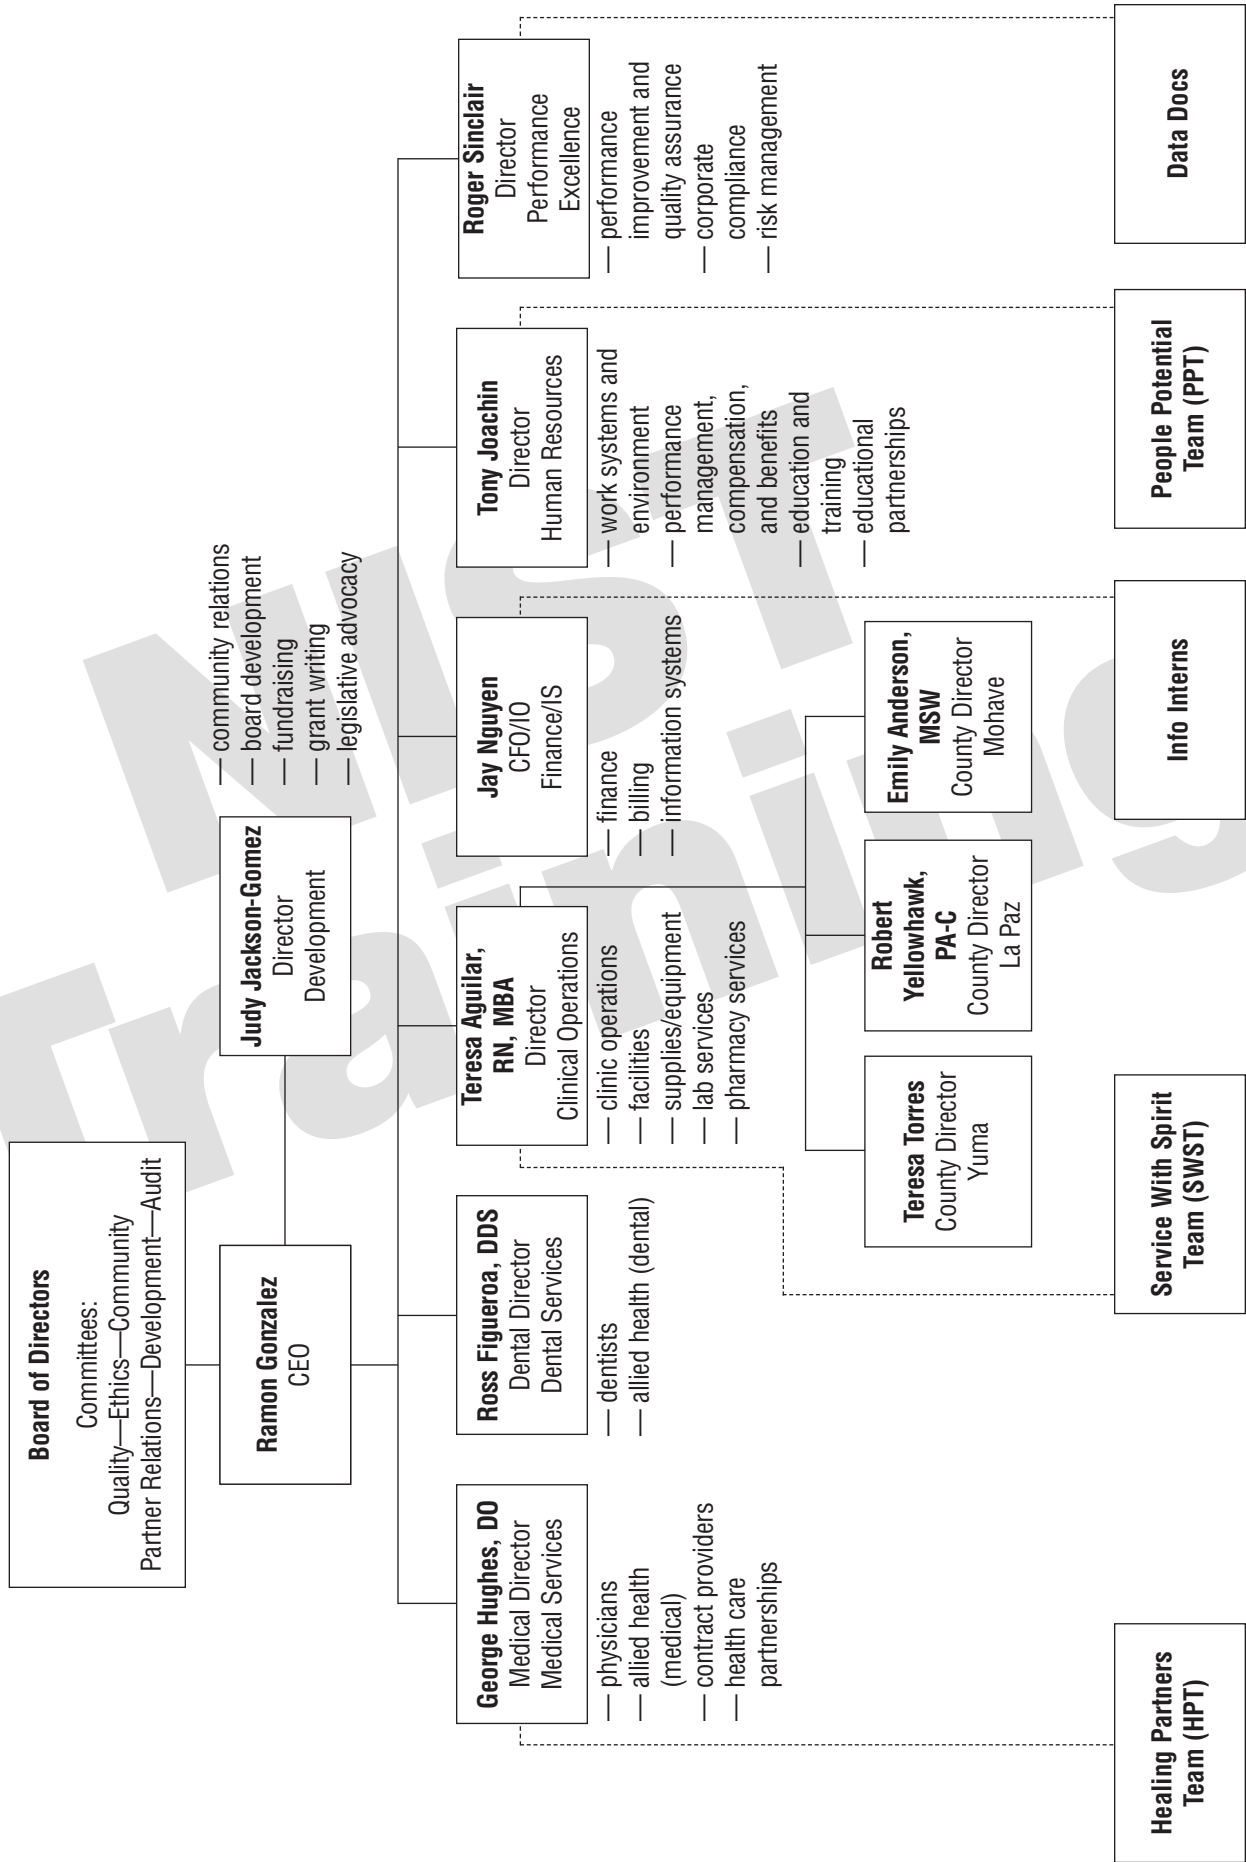 Board of Directors
Committees:
Quality—Ethics—Community
Partner Relations—Development—Audit
Ramon Gonzalez
CEO
Judy Jackson-Gomez
Director
Development
— community relations
— board development
— fundraising
— grant writing
— legislative advocacy
George Hughes, DO
Medical Director
Medical Services
— physicians
— allied health
(medical)
— contract providers
— health care
partnerships
Ross Figueroa, DDS
Dental Director
Dental Services
— dentists
— allied health (dental)
Teresa Aguilar,
RN, MBA
Director
Clinical Operations
— clinic operations
— facilities
— supplies/equipment
— lab services
— pharmacy services
Jay Nguyen
CFO/IO
Finance/IS
— finance
— billing
— information systems
Tony Joachin
Director
Human Resources
— work systems and
environment
— performance
management,
compensation,
and benefits
— education and
training
— educational
partnerships
Roger Sinclair
Director
Performance
Excellence
— performance
improvement and
quality assurance
— corporate
compliance
— risk management
Teresa Torres
County Director
Yuma
Robert
Yellowhawk,
PA-C
County Director
La Paz
Emily Anderson,
MSW
County Director
Mohave
Healing Partners
Team (HPT)
Service With Spirit
Team (SWST)
Info Interns
People Potential
Team (PPT)
Data Docs
NIST
Training